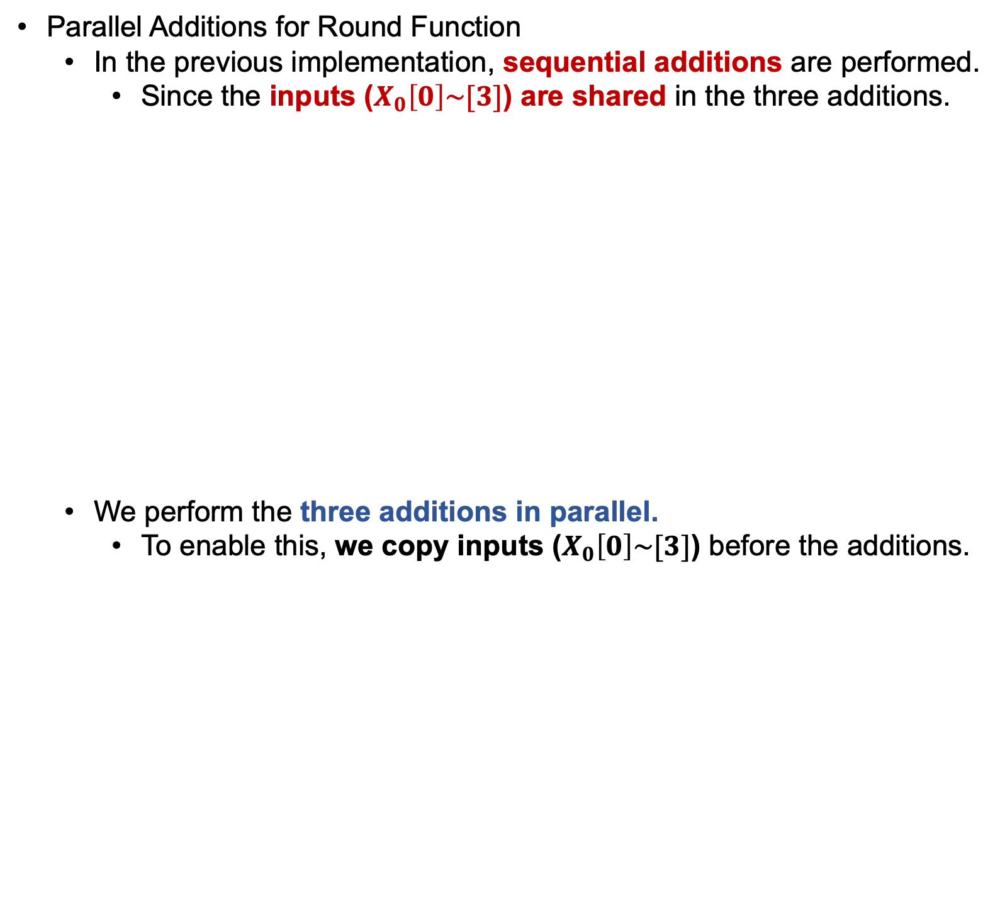 • Parallel Additions for Round Function
• In the previous implementation, sequential additions are performed.
• Since the inputs (X₀[0]~[3]) are shared in the three additions.
• We perform the three additions in parallel.
• To enable this, we copy inputs (X₀[0]~[3]) before the additions.